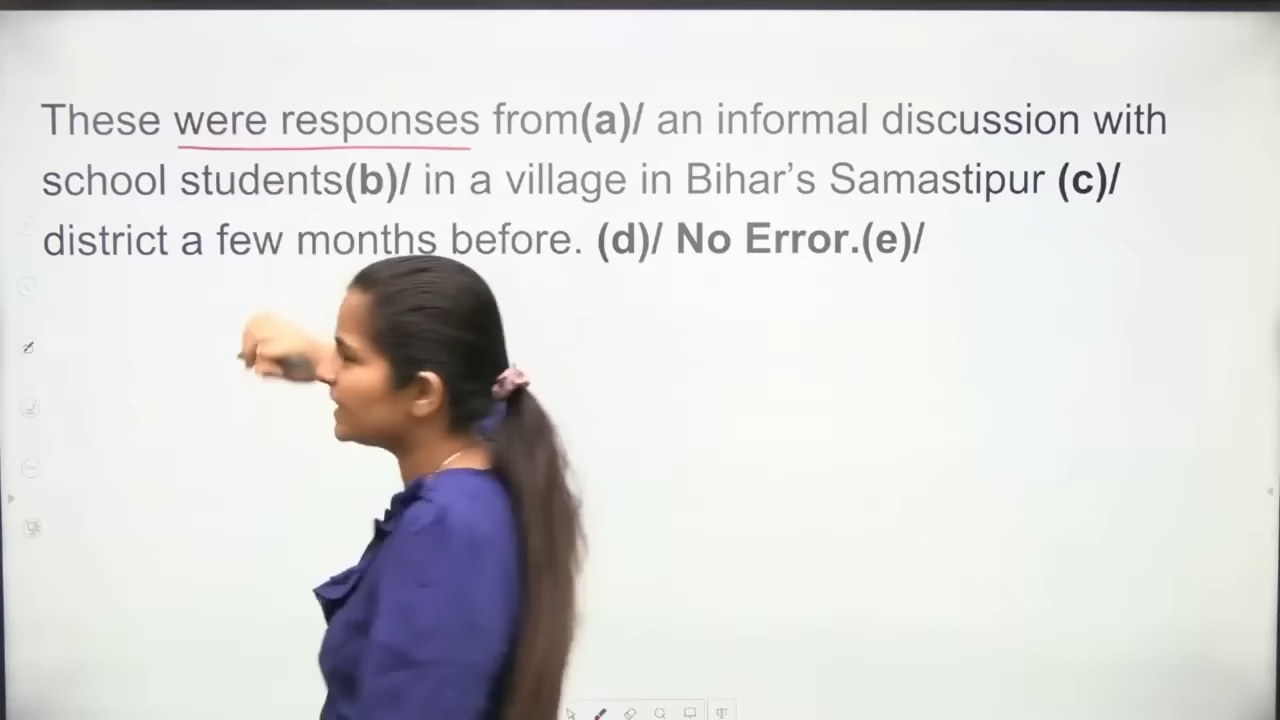 These were responses from(a)/ an informal discussion with
school students(b)/ in a village in Bihar’s Samastipur (c)/
district a few months before. (d)/ No Error.(e)/